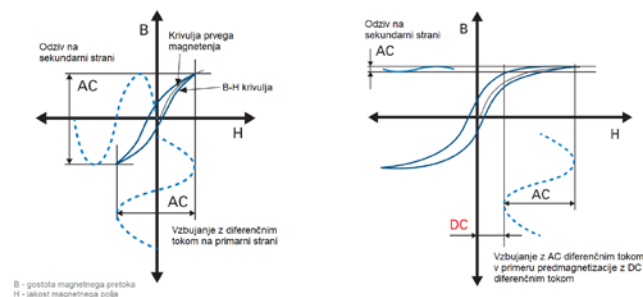 B
Odziv na
sekundarni strani
Krivulja prvega
magnetenja
AC
B-H krivulja
H
AC
Vzbujanje z diferenčnim
tokom na primarni strani
B - gostota magnetnega pretoka
H - jakost magnetnega polja
B
Odziv na
sekundarni strani
AC
H
AC
DC
Vzbujanje z AC diferenčnim tokom
v primeru predmagnetizacije z DC
diferenčnim tokom